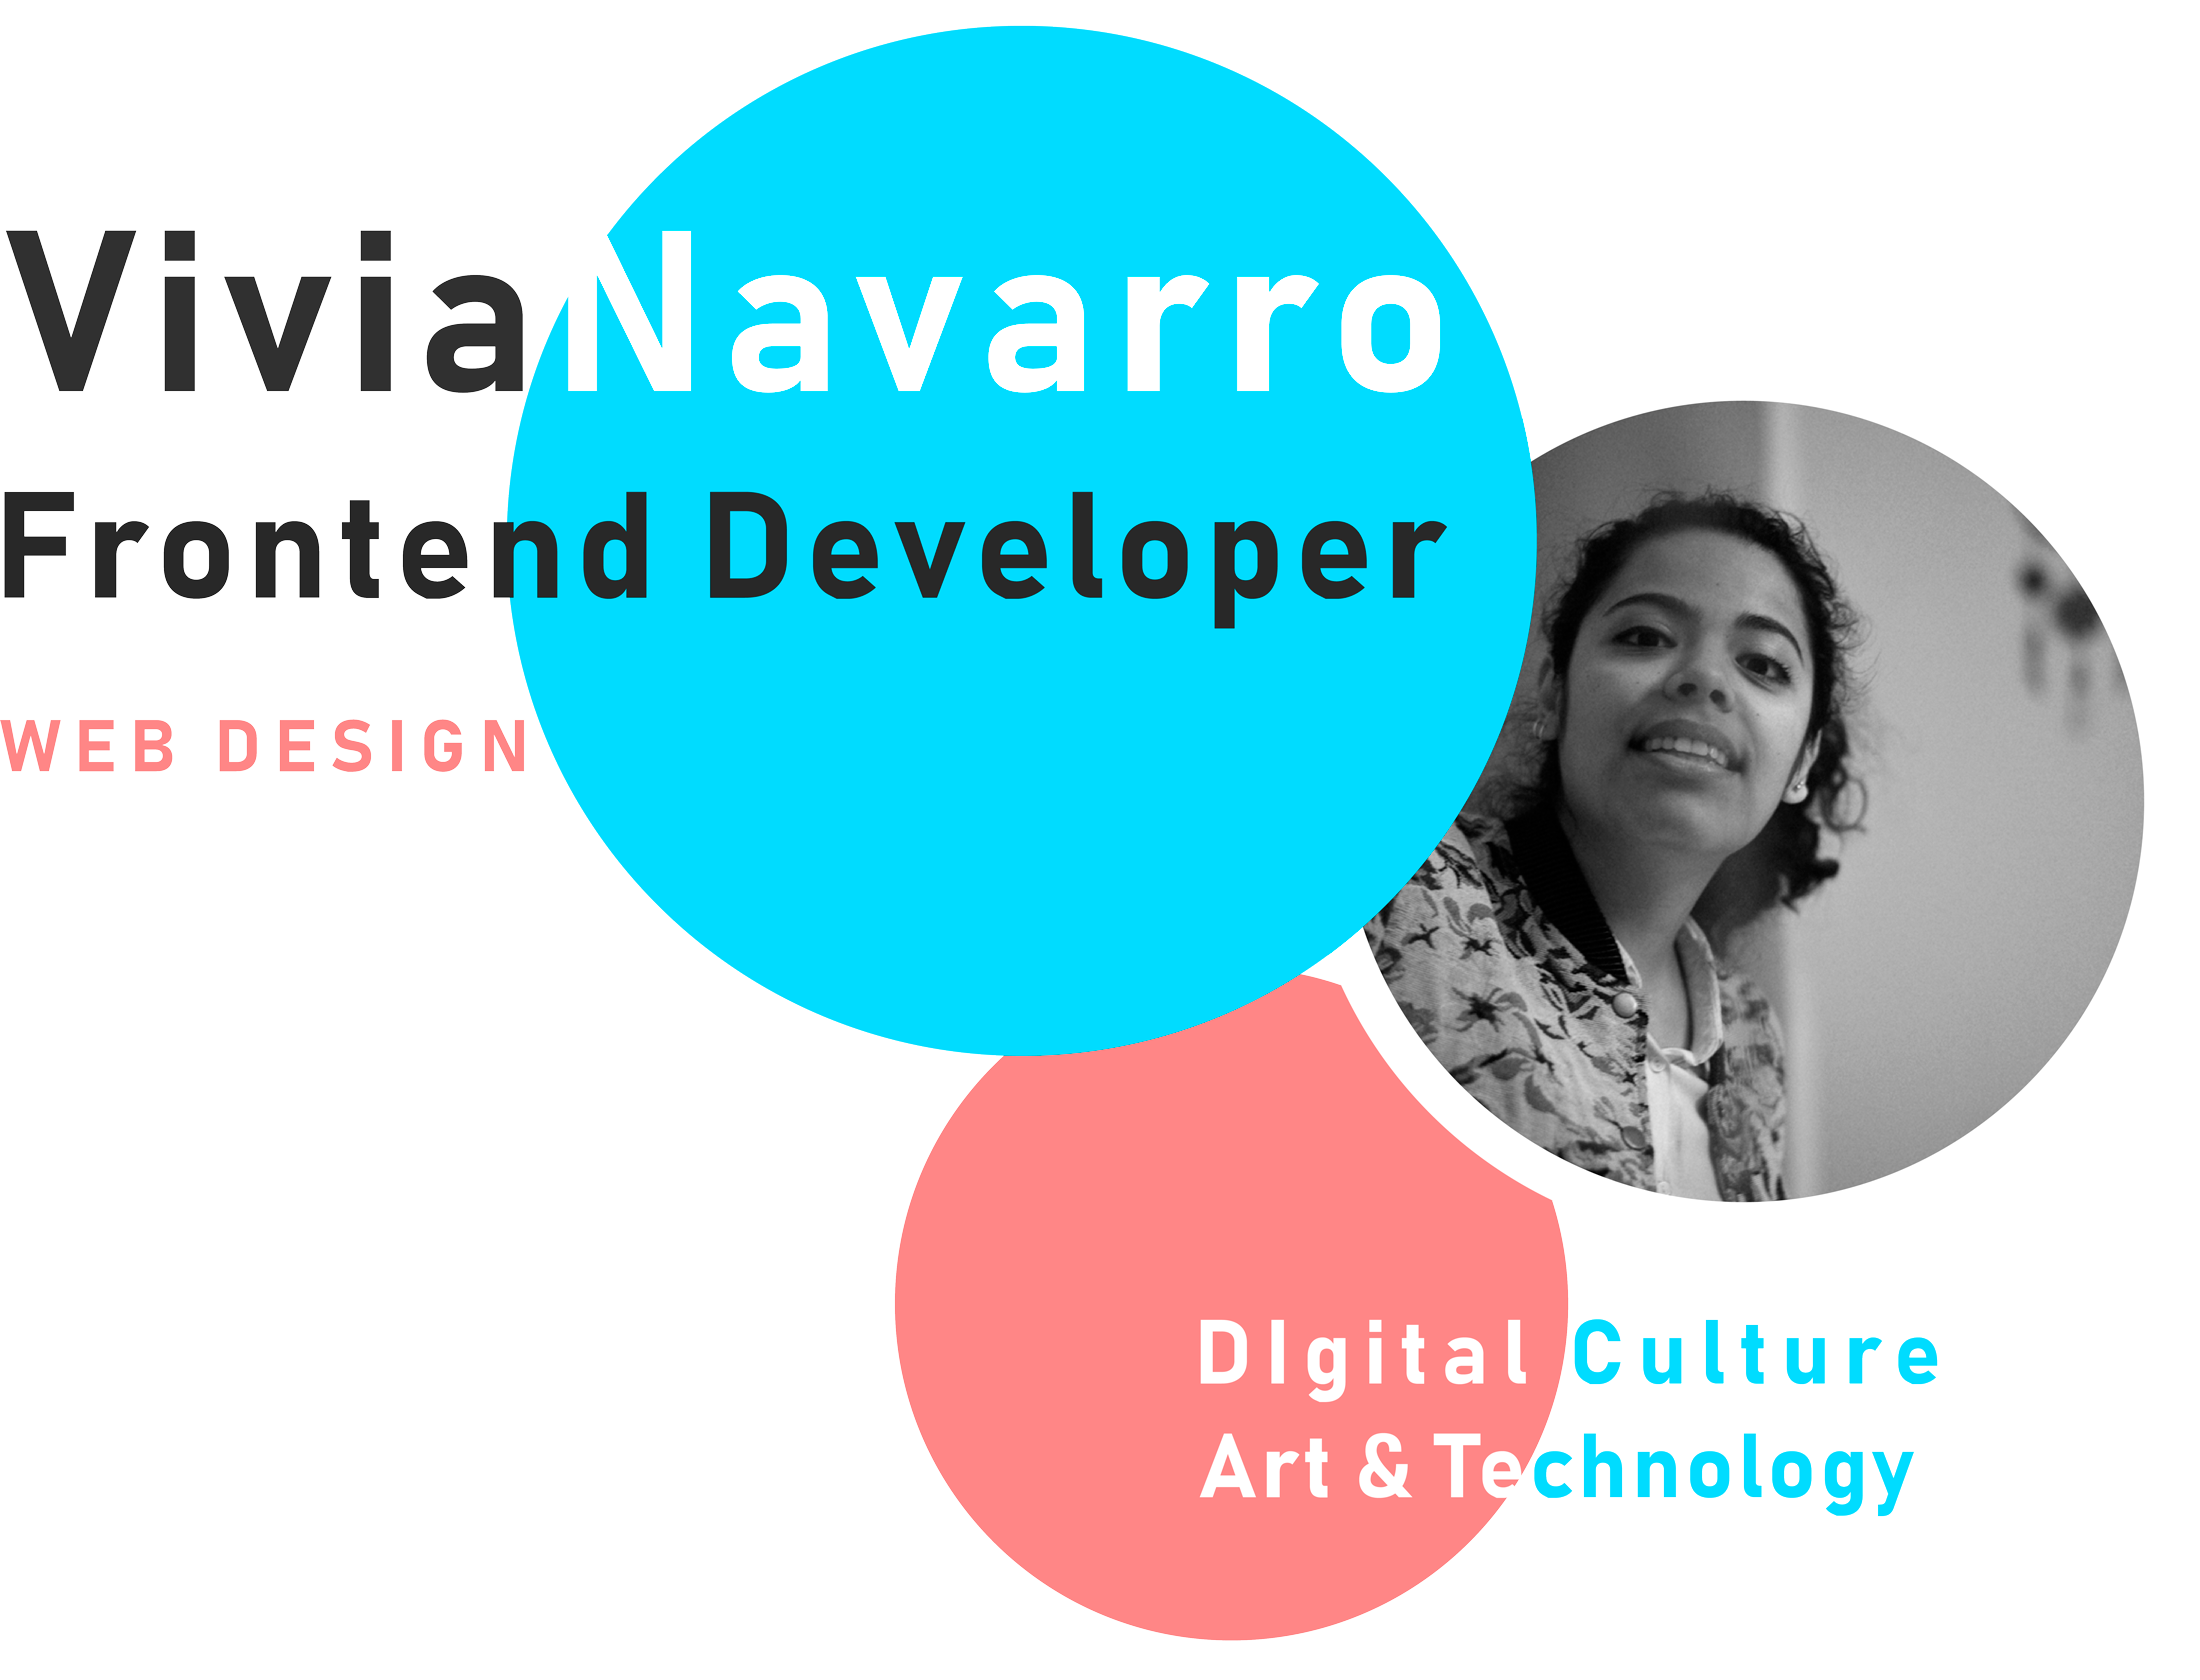 ViviaNavarro
Frontend Developer
WEB DESIGN
DIgital Culture
Art & Technology